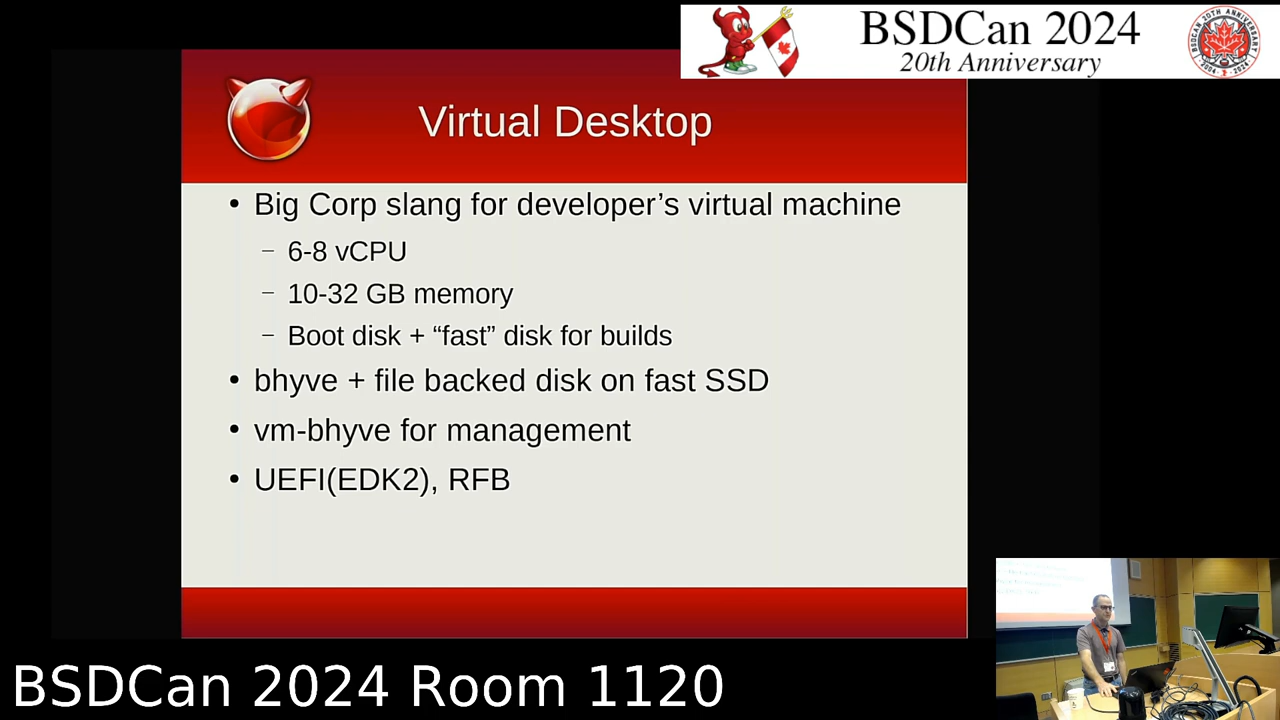 BSDCan 2024
20th Anniversary
Virtual Desktop
• Big Corp slang for developer’s virtual machine
– 6-8 vCPU
– 10-32 GB memory
– Boot disk + “fast” disk for builds
• bhyve + file backed disk on fast SSD
• vm-bhyve for management
• UEFI(EDK2), RFB
BSDCan 2024 Room 1120